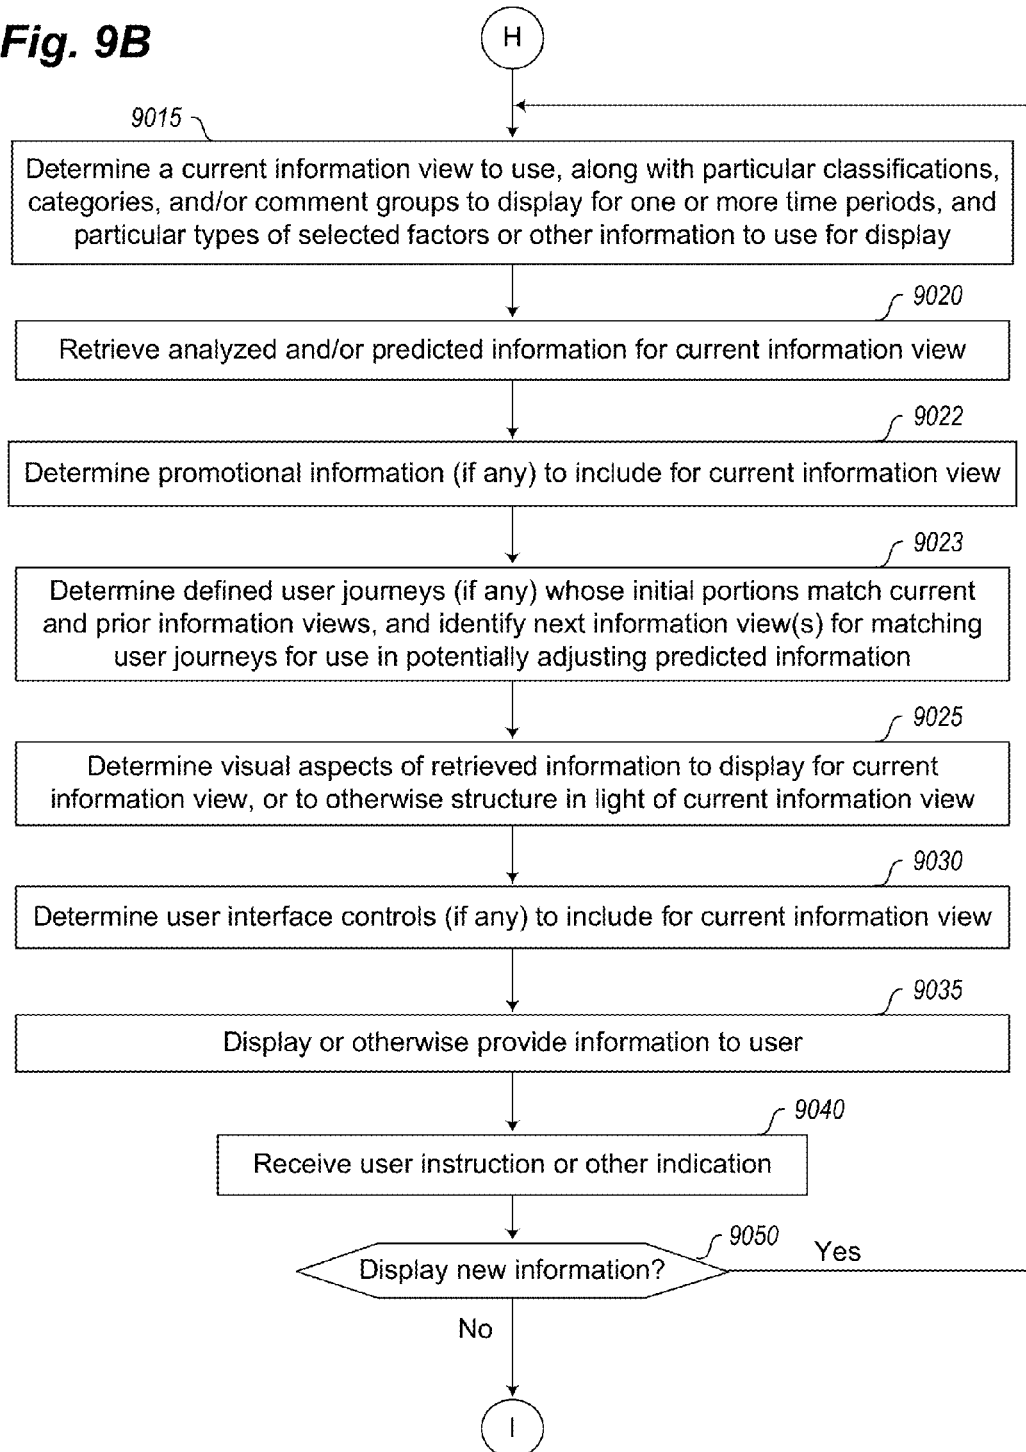 Fig. 9B
H
9015
Determine a current information view to use, along with particular classifications,
categories, and/or comment groups to display for one or more time periods, and
particular types of selected factors or other information to use for display
9020
Retrieve analyzed and/or predicted information for current information view
9022
Determine promotional information (if any) to include for current information view
9023
Determine defined user journeys (if any) whose initial portions match current
and prior information views, and identify next information view(s) for matching
user journeys for use in potentially adjusting predicted information
9025
Determine visual aspects of retrieved information to display for current
information view, or to otherwise structure in light of current information view
9030
Determine user interface controls (if any) to include for current information view
9035
Display or otherwise provide information to user
9040
Receive user instruction or other indication
9050
Display new information?
Yes
No
I